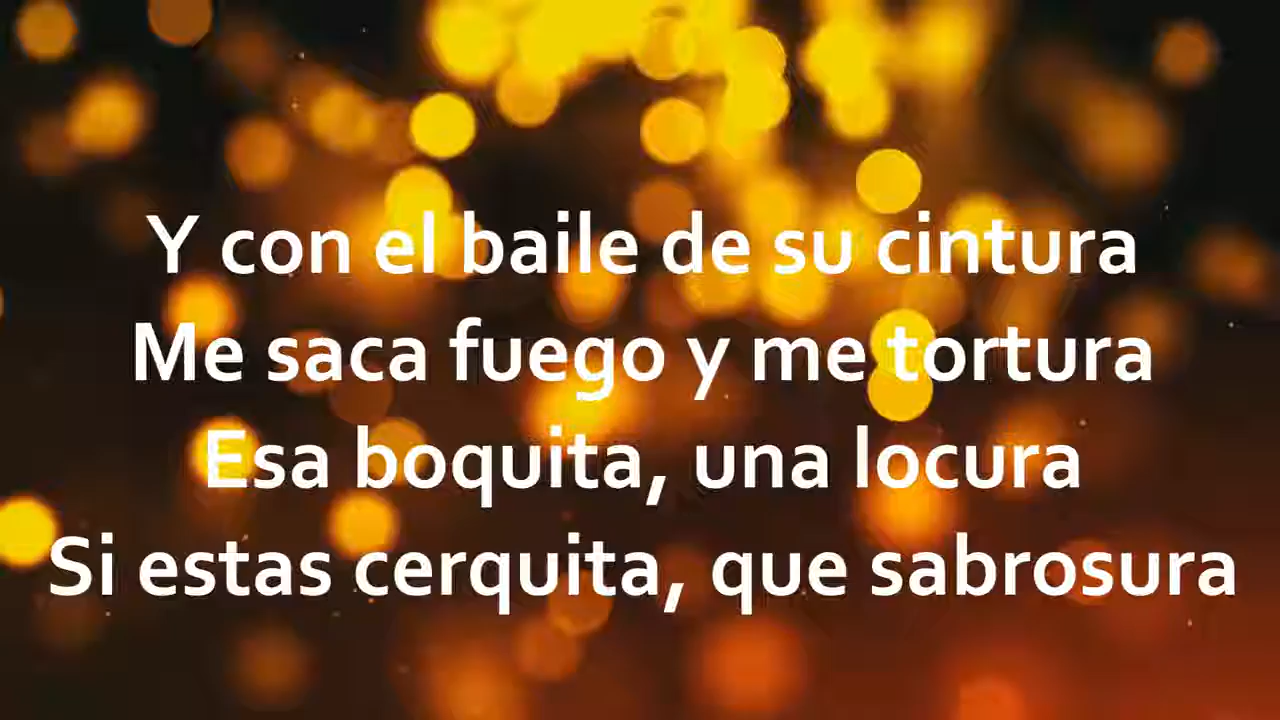 Y con el baile de su cintura
Me saca fuego y me tortura
Esa boquita, una locura
Si estas cerquita, que sabrosura